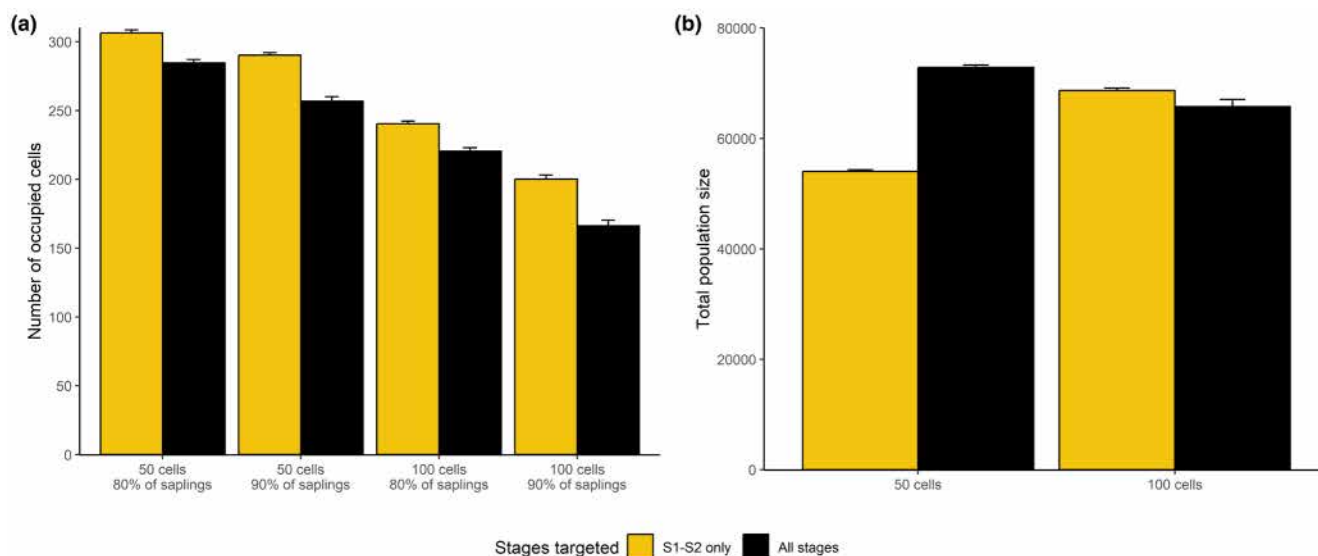 (a)
Number of occupied cells
300
250
200
150
100
50
0
50 cells
80% of saplings
50 cells
90% of saplings
100 cells
80% of saplings
100 cells
90% of saplings
(b)
Total population size
80000
60000
40000
20000
0
50 cells
100 cells
Stages targeted S1-S2 only All stages